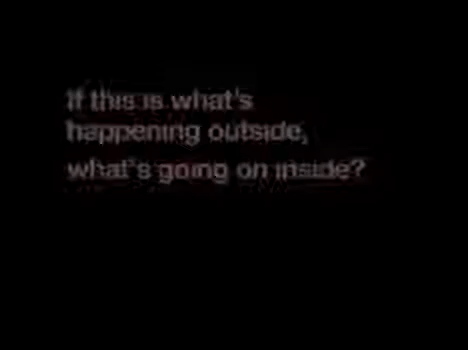 If this is what's
happening outside,
what's going on inside?